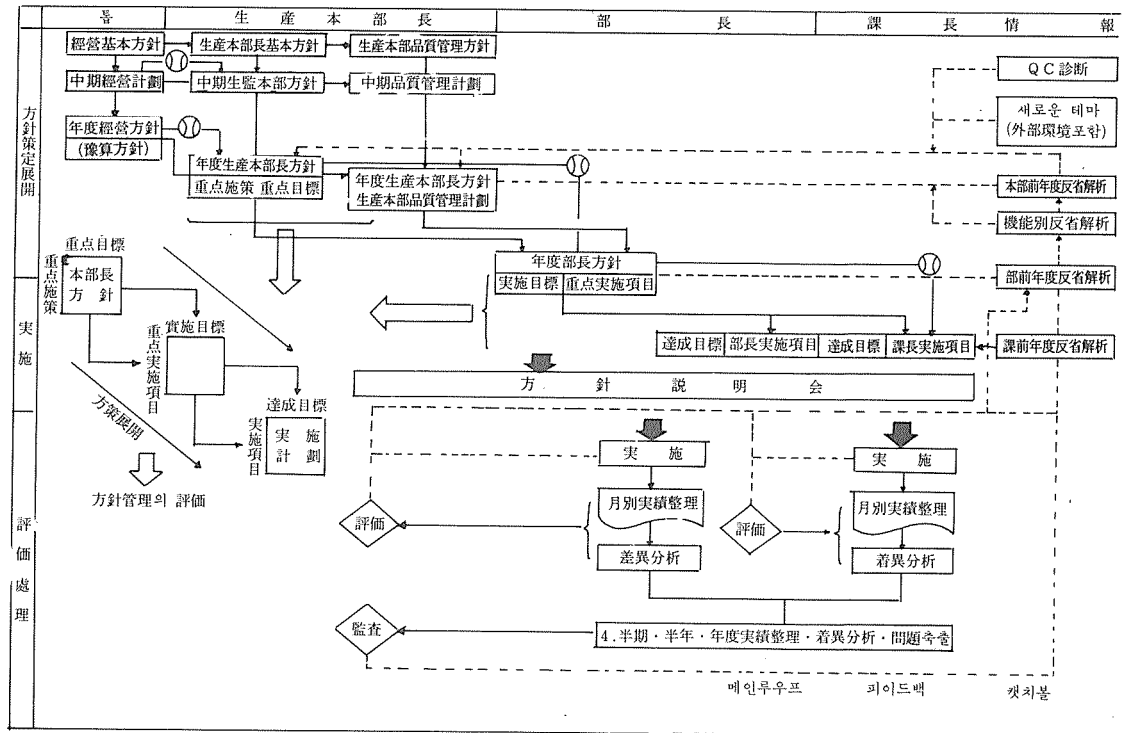 톱 生産本部長 部長 課長 情報
方針策定展開
経營基本方針
生産本部長基本方針
生産本部品質管理方針
中期経營計劃
中期生監本部方針
中期品質管理計劃
QC診断
새로운 테마
(外部環境포함)
年度経營方針
(豫算方針)
年度生産本部長方針
重点施策 重点目標
年度生産本部長方針
生産本部品質管理計劃
本部前年度反省解析
機能別反省解析
年度部長方針
実施目標 重点実施項目
部前年度反省解析
実施
重点目標
重点施策
本部長
方針
實施目標
重点実施項目
達成目標
実施項目
実施
計劃
方策展開
方針管理의 評価
達成目標 部長実施項目 達成目標 課長実施項目
課前年度反省解析
方針説明会
評価處理
実施
実施
月別実績整理
月別実績整理
評価
評価
差異分析
着異分析
監査
4.半期・半年・年度実績整理・着異分析・問題축출
메인루우프
피이드백
캣치볼